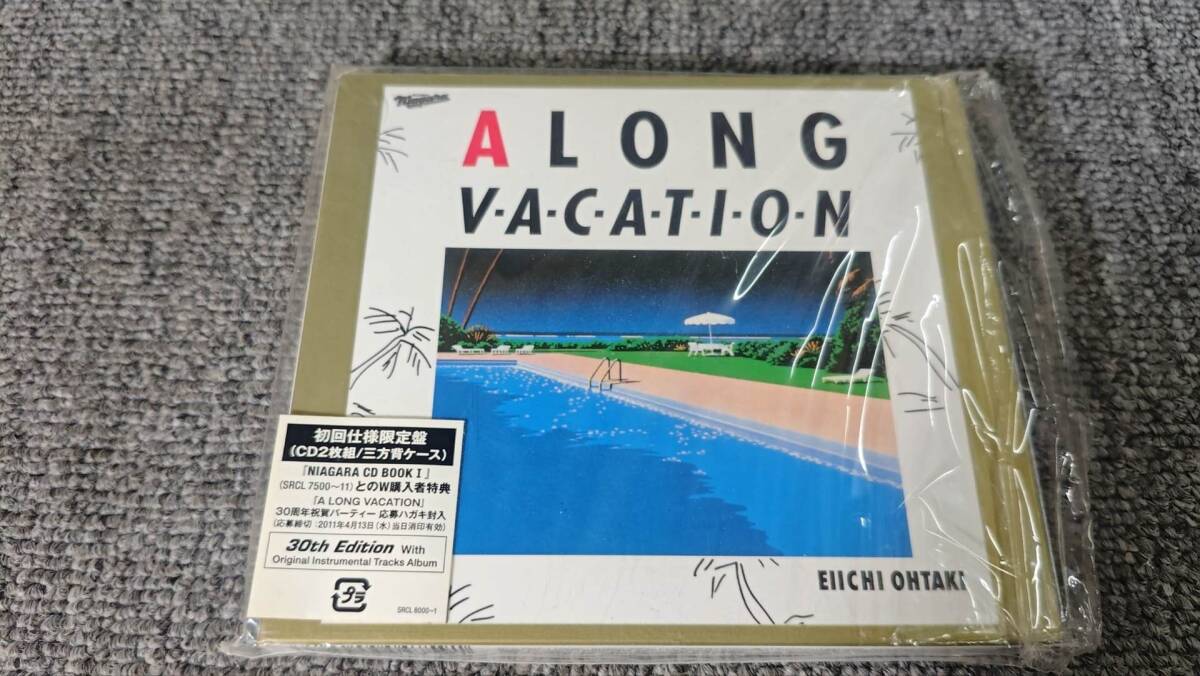 Niagara
A LONG
V·A·C·A·T·I·O·N
EIICHI OHTAKI
初回仕様限定盤
(CD2枚組/三方背ケース)
『NIAGARA CD BOOK I』
(SRCL 7500~11)とのW購入者特典
『A LONG VACATION』
30周年祝賀パーティー 応募ハガキ封入
(応募締切:2011年4月13日(水)当日消印有効)
30th Edition With
Original Instrumental Tracks Album
プラ
SRCL 8000~1